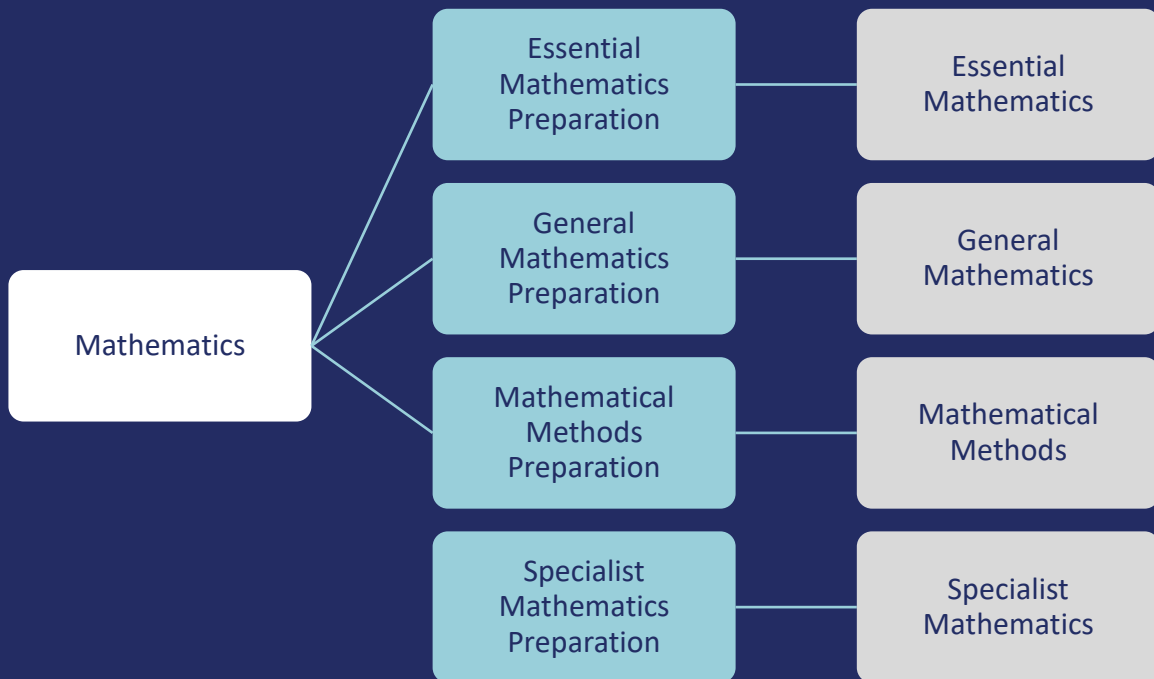 Mathematics
Essential
Mathematics
Preparation
Essential
Mathematics
General
Mathematics
Preparation
General
Mathematics
Mathematical
Methods
Preparation
Mathematical
Methods
Specialist
Mathematics
Preparation
Specialist
Mathematics